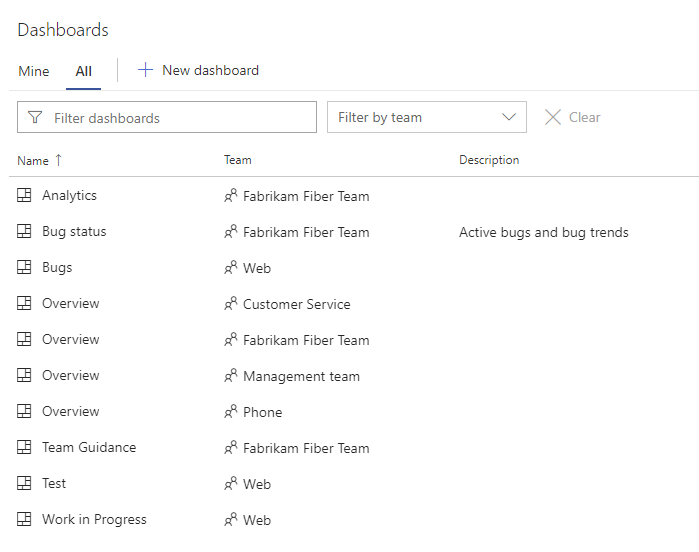 Dashboards
Mine All New dashboard
Filter dashboards Filter by team Clear
Name ↑ Team Description
Analytics Fabrikam Fiber Team
Bug status Fabrikam Fiber Team Active bugs and bug trends
Bugs Web
Overview Customer Service
Overview Fabrikam Fiber Team
Overview Management team
Overview Phone
Team Guidance Fabrikam Fiber Team
Test Web
Work in Progress Web